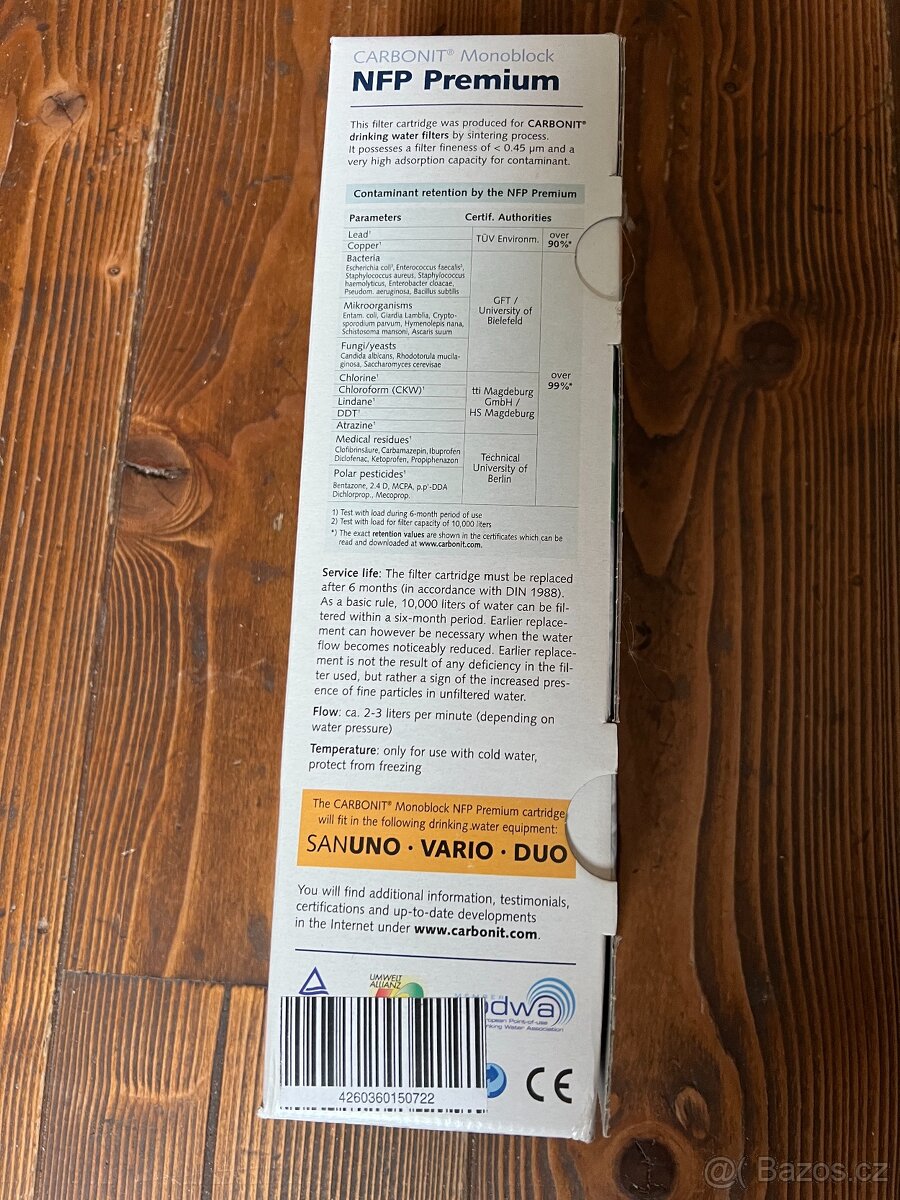 CARBONIT® Monoblock
NFP Premium
This filter cartridge was produced for CARBONIT®
drinking water filters by sintering process.
It possesses a filter fineness of < 0.45 µm and a
very high adsorption capacity for contaminant.
Contaminant retention by the NFP Premium
Parameters Certif. Authorities
Lead¹
Copper¹
TÜV Environm.
over
90%*
Bacteria
Escherichia coli², Enterococcus faecalis²,
Staphylococcus aureus, Staphylococcus
haemolyticus, Enterobacter cloacae,
Pseudom. aeruginosa, Bacillus subtilis
Mikroorganisms
Entam. coli, Giardia Lamblia, Crypto-
sporodium parvum, Hymenolepis nana,
Schistosoma mansoni, Ascaris suum
Fungi/yeasts
Candida albicans, Rhodotorula mucila-
ginosa, Saccharomyces cerevisae
GFT /
University of
Bielefeld
Chlorine¹
Chloroform (CKW)¹
Lindane¹
DDT¹
Atrazine¹
tti Magdeburg
GmbH /
HS Magdeburg
over
99%*
Medical residues¹
Clofibrinsäure, Carbamazepin, Ibuprofen
Diclofenac, Ketoprofen, Propiphenazon
Polar pesticides¹
Bentazone, 2.4 D, MCPA, p.p'-DDA
Dichlorprop., Mecoprop.
Technical
University of
Berlin
1) Test with load during 6-month period of use
2) Test with load for filter capacity of 10,000 liters
*) The exact retention values are shown in the certificates which can be
read and downloaded at www.carbonit.com.
Service life: The filter cartridge must be replaced
after 6 months (in accordance with DIN 1988).
As a basic rule, 10,000 liters of water can be fil-
tered within a six-month period. Earlier replace-
ment can however be necessary when the water
flow becomes noticeably reduced. Earlier replace-
ment is not the result of any deficiency in the fil-
ter used, but rather a sign of the increased pres-
ence of fine particles in unfiltered water.
Flow: ca. 2-3 liters per minute (depending on
water pressure)
Temperature: only for use with cold water,
protect from freezing
The CARBONIT® Monoblock NFP Premium cartridge
will fit in the following drinking water equipment:
SANUNO · VARIO · DUO
You will find additional information, testimonials,
certifications and up-to-date developments
in the Internet under www.carbonit.com.
UMWELT
ALLIANZ
MEMBER
dwa
Point-of-use
Water Association
CE
4260360150722
@ Bazos.cz